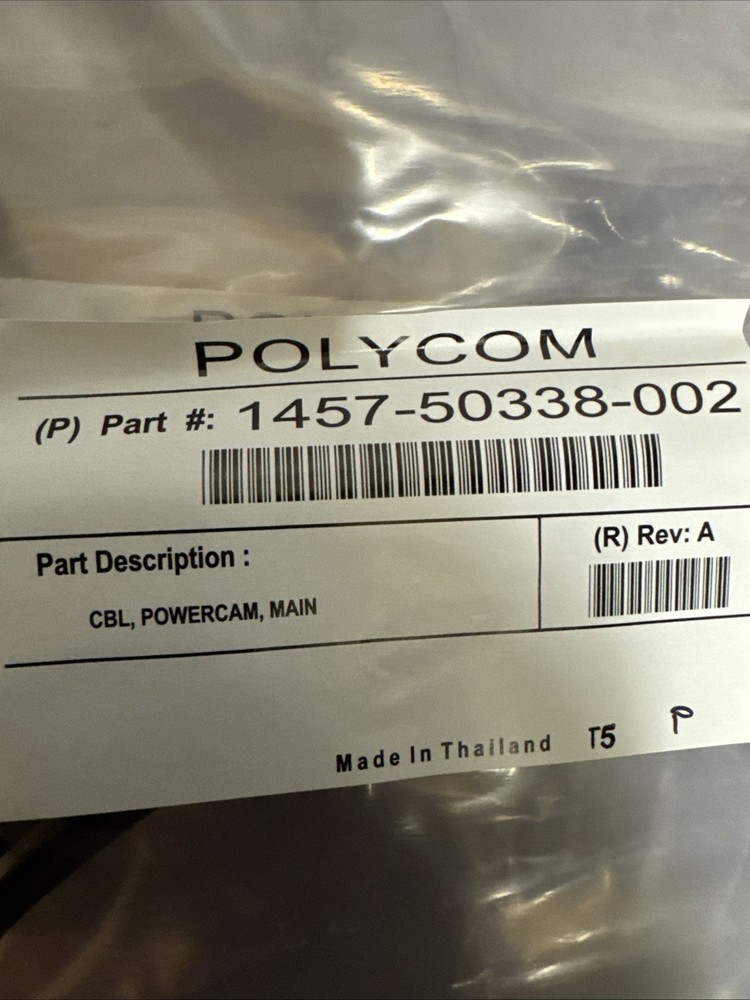 POLYCOM
(P) Part #: 1457-50338-002
Part Description :
(R) Rev: A
CBL, POWERCAM, MAIN
Made In Thailand T5 P